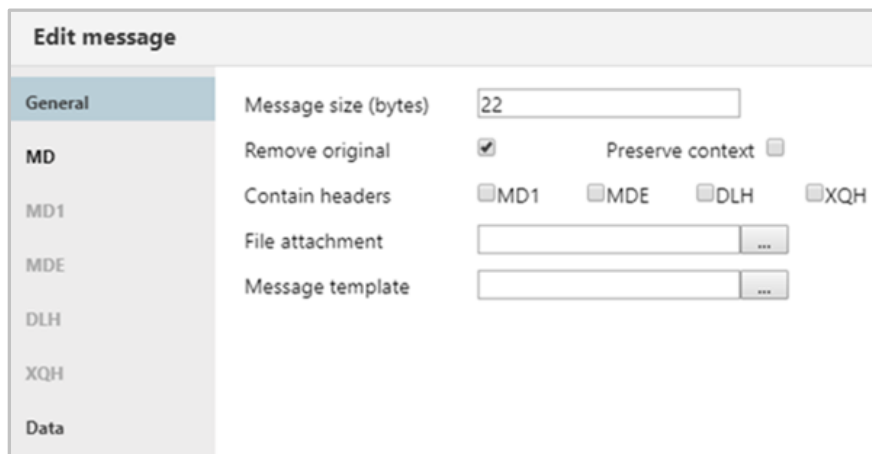 Edit message
General
MD
MD1
MDE
DLH
XQH
Data
Message size (bytes) 22
Remove original Preserve context
Contain headers MD1 MDE DLH XQH
File attachment ...
Message template ...